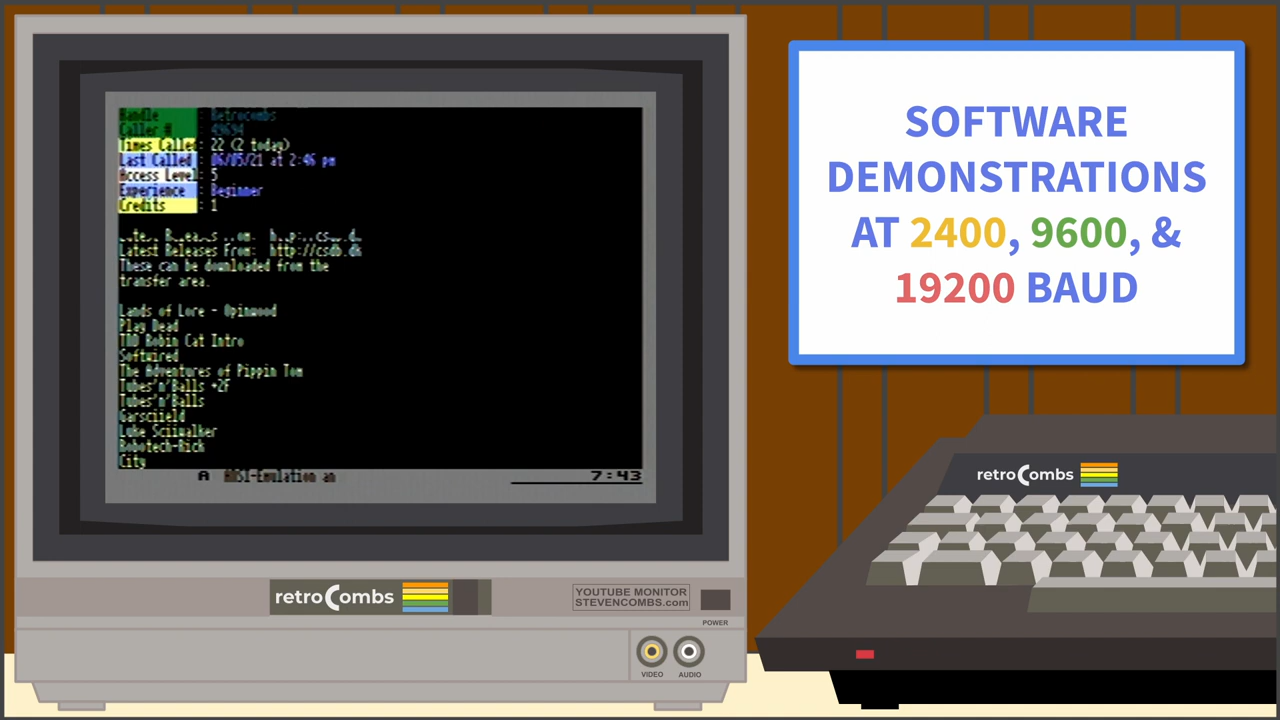 Handle : Retrocombs
Caller # : 49694
Times Called : 22 (2 today)
Last Called : 06/05/21 at 2:46 pm
Access Level : 5
Experience : Beginner
Credits : 1
Latest Releases From: http://csdb.dk
These can be downloaded from the
transfer area.
Lands of Lore - Opinwood
Play Dead
Robin Cat Intro
Softwired
The Adventures of Pippin Tom
Tubes'n'Balls +2F
Tubes'n'Balls
Garsciield
Luke Sciiwalker
Robotech-Rick
City
A ANSI-Emulation an 7:43
retroCombs
YOUTUBE MONITOR
STEVENCOMBS.com
POWER
VIDEO AUDIO
SOFTWARE
DEMONSTRATIONS
AT 2400, 9600, &
19200 BAUD
retroCombs